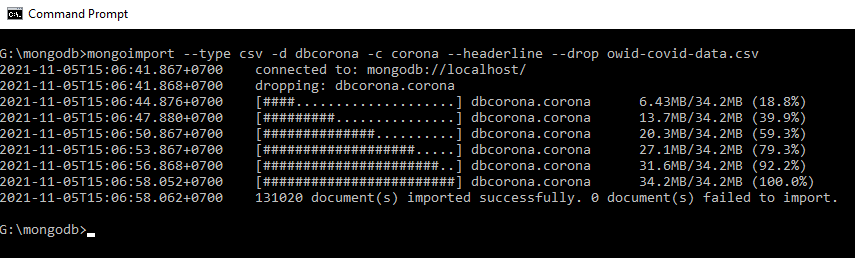 Command Prompt
G:\mongodb>mongoimport --type csv -d dbcorona -c corona --headerline --drop owid-covid-data.csv
2021-11-05T15:06:41.867+0700    connected to: mongodb://localhost/
2021-11-05T15:06:41.868+0700    dropping: dbcorona.corona
2021-11-05T15:06:44.876+0700    [####....................] dbcorona.corona      6.43MB/34.2MB (18.8%)
2021-11-05T15:06:47.880+0700    [#########...............] dbcorona.corona      13.7MB/34.2MB (39.9%)
2021-11-05T15:06:50.867+0700    [##############..........] dbcorona.corona      20.3MB/34.2MB (59.3%)
2021-11-05T15:06:53.867+0700    [###################.....] dbcorona.corona      27.1MB/34.2MB (79.3%)
2021-11-05T15:06:56.868+0700    [######################..] dbcorona.corona      31.6MB/34.2MB (92.2%)
2021-11-05T15:06:58.052+0700    [########################] dbcorona.corona      34.2MB/34.2MB (100.0%)
2021-11-05T15:06:58.062+0700    131020 document(s) imported successfully. 0 document(s) failed to import.
G:\mongodb>